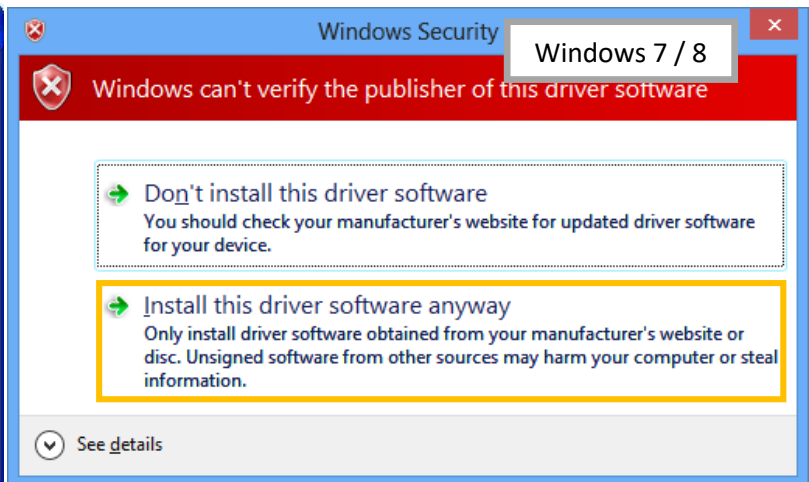 Windows Security
Windows 7 / 8
Windows can't verify the publisher of this driver software
Don't install this driver software
You should check your manufacturer's website for updated driver software
for your device.
Install this driver software anyway
Only install driver software obtained from your manufacturer's website or
disc. Unsigned software from other sources may harm your computer or steal
information.
See details